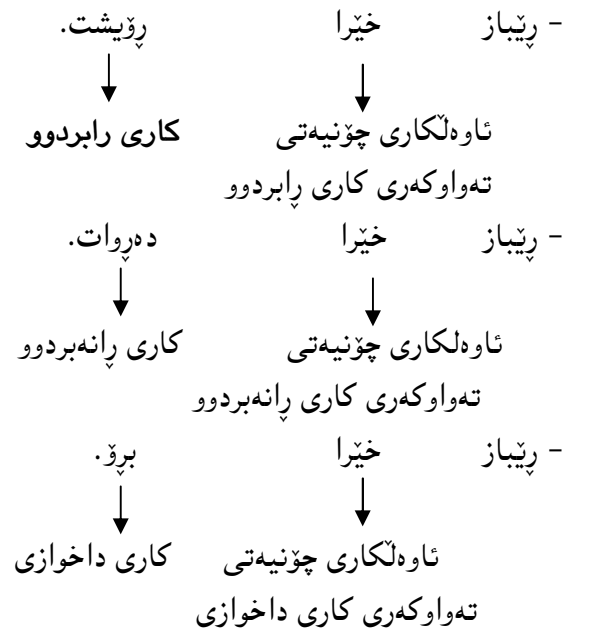 - ڕێباز خێرا ڕۆیشت.
ئاوەڵکاری چۆنیەتی کاری رابردوو
تەواوکەری کاری ڕابردوو
- ڕێباز خێرا دەڕوات.
ئاوەلکاری چۆنیەتی کاری ڕانەبردوو
تەواوکەری کاری ڕانەبردوو
- ڕێباز خێرا بڕۆ.
ئاوەڵکاری چۆنیەتی کاری داخوازی
تەواوکەری کاری داخوازی